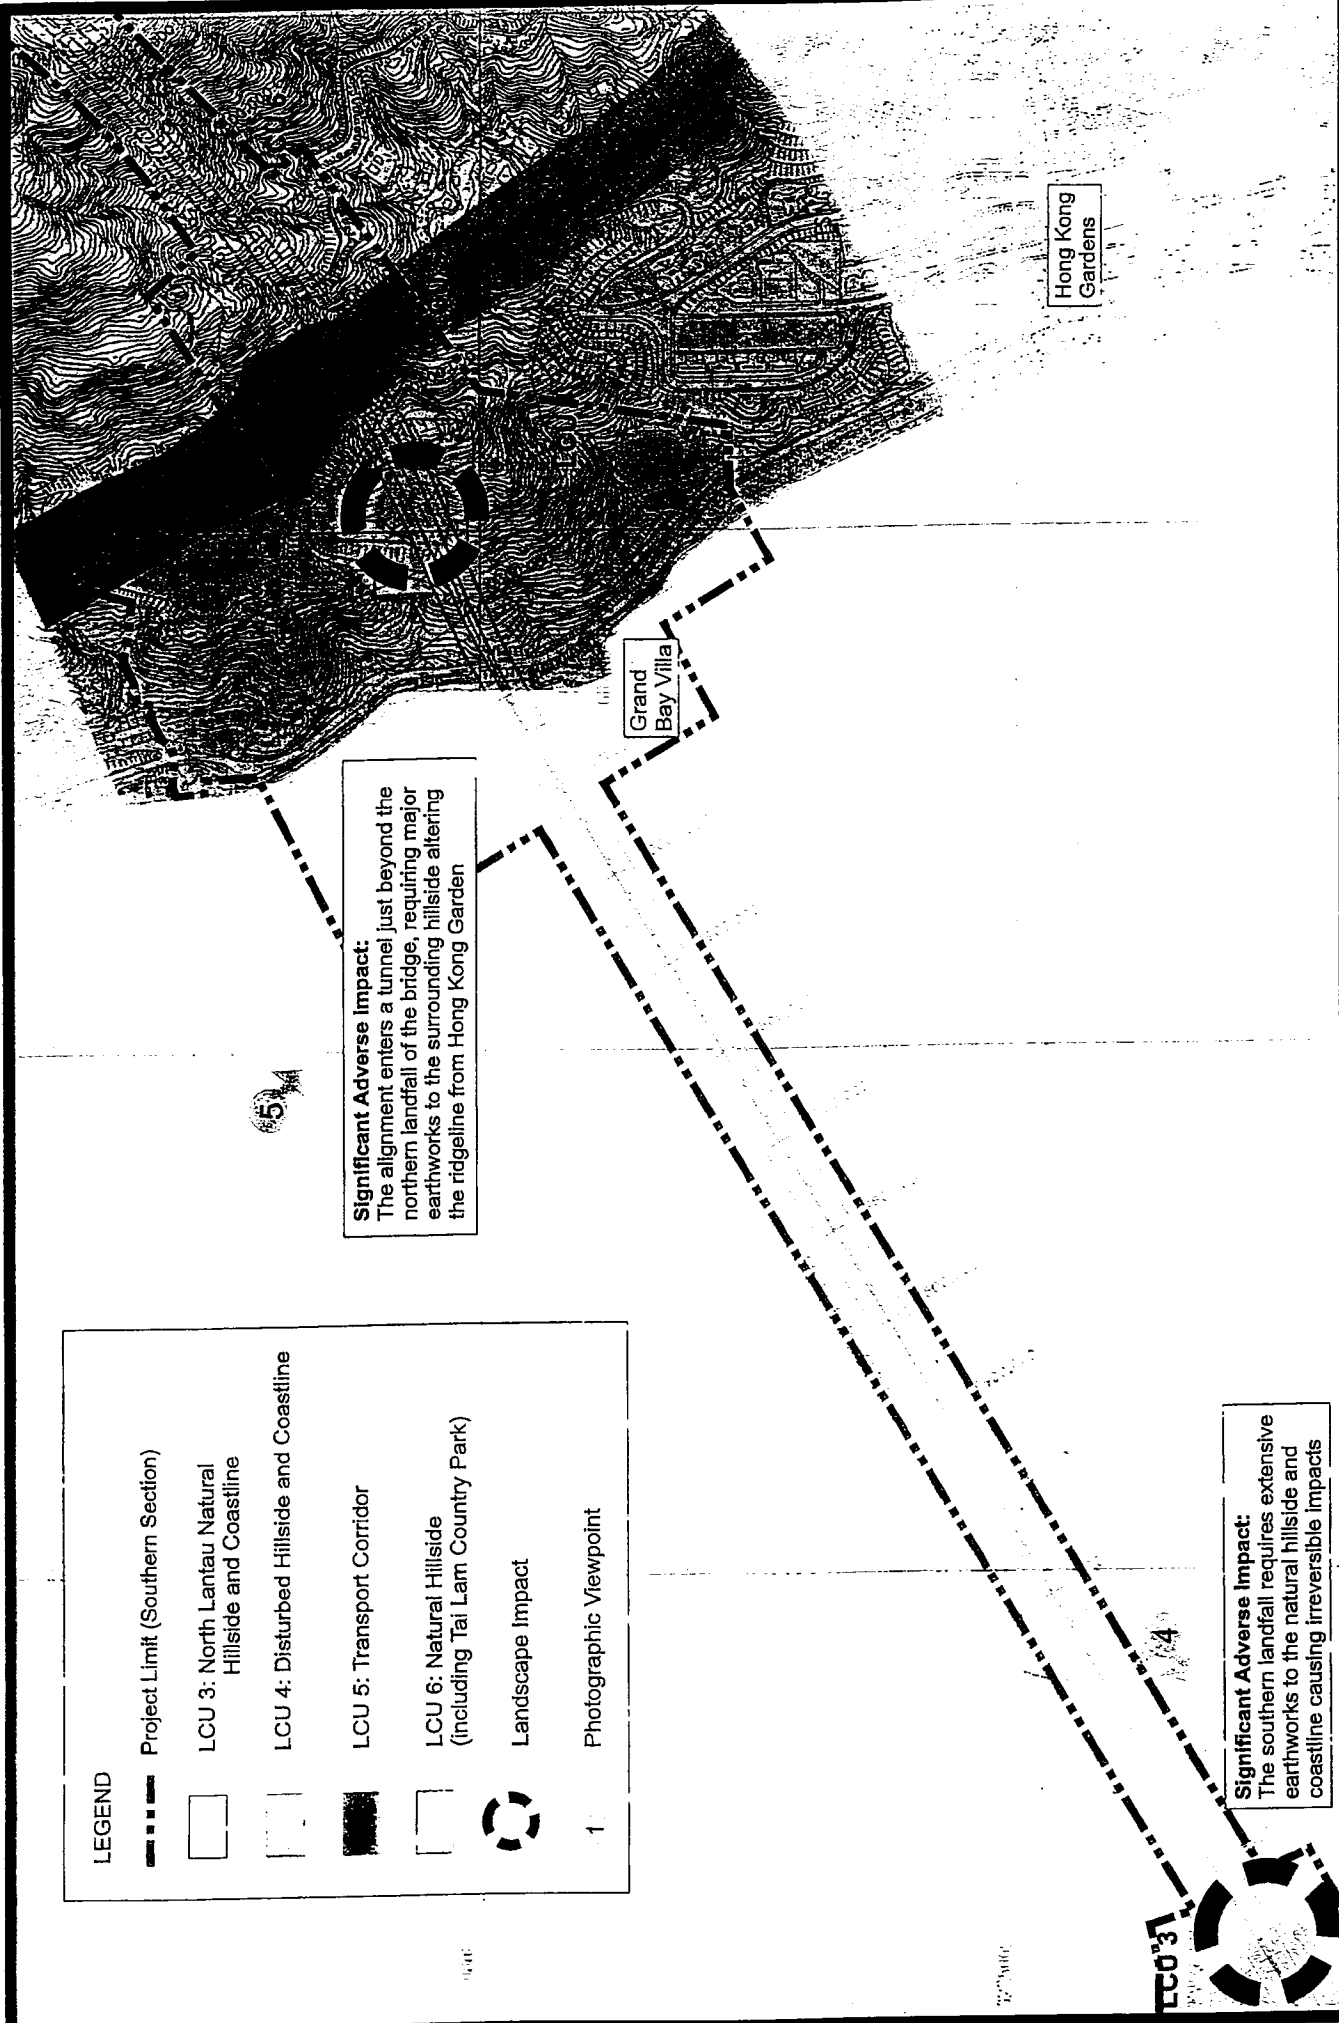 LEGEND
Project Limit (Southern Section)
LCU 3: North Lantau Natural
Hillside and Coastline
LCU 4: Disturbed Hillside and Coastline
LCU 5: Transport Corridor
LCU 6: Natural Hillside
(including Tai Lam Country Park)
Landscape Impact
1
Photographic Viewpoint
Significant Adverse Impact:
The alignment enters a tunnel just beyond the
northern landfall of the bridge, requiring major
earthworks to the surrounding hillside altering
the ridgeline from Hong Kong Garden
5
Grand
Bay Villa
Hong Kong
Gardens
4
Significant Adverse Impact:
The southern landfall requires extensive
earthworks to the natural hillside and
coastline causing irreversible impacts
LCU 3